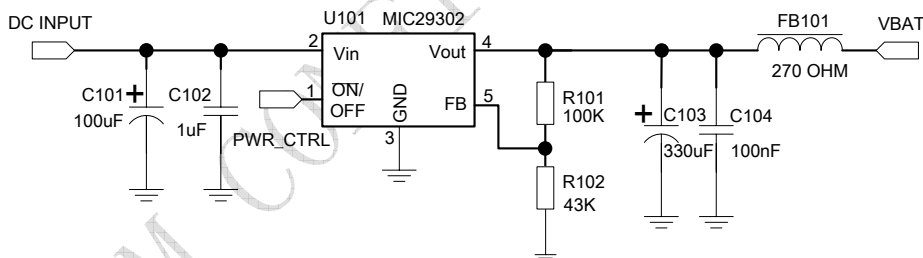 DC INPUT
U101 MIC29302
FB101
VBAT
2
Vin
Vout
4
270 OHM
C101
+
100uF
C102
1uF
1
ON/
OFF
GND
FB
5
PWR_CTRL
3
R101
100K
+
C103
330uF
C104
100nF
R102
43K